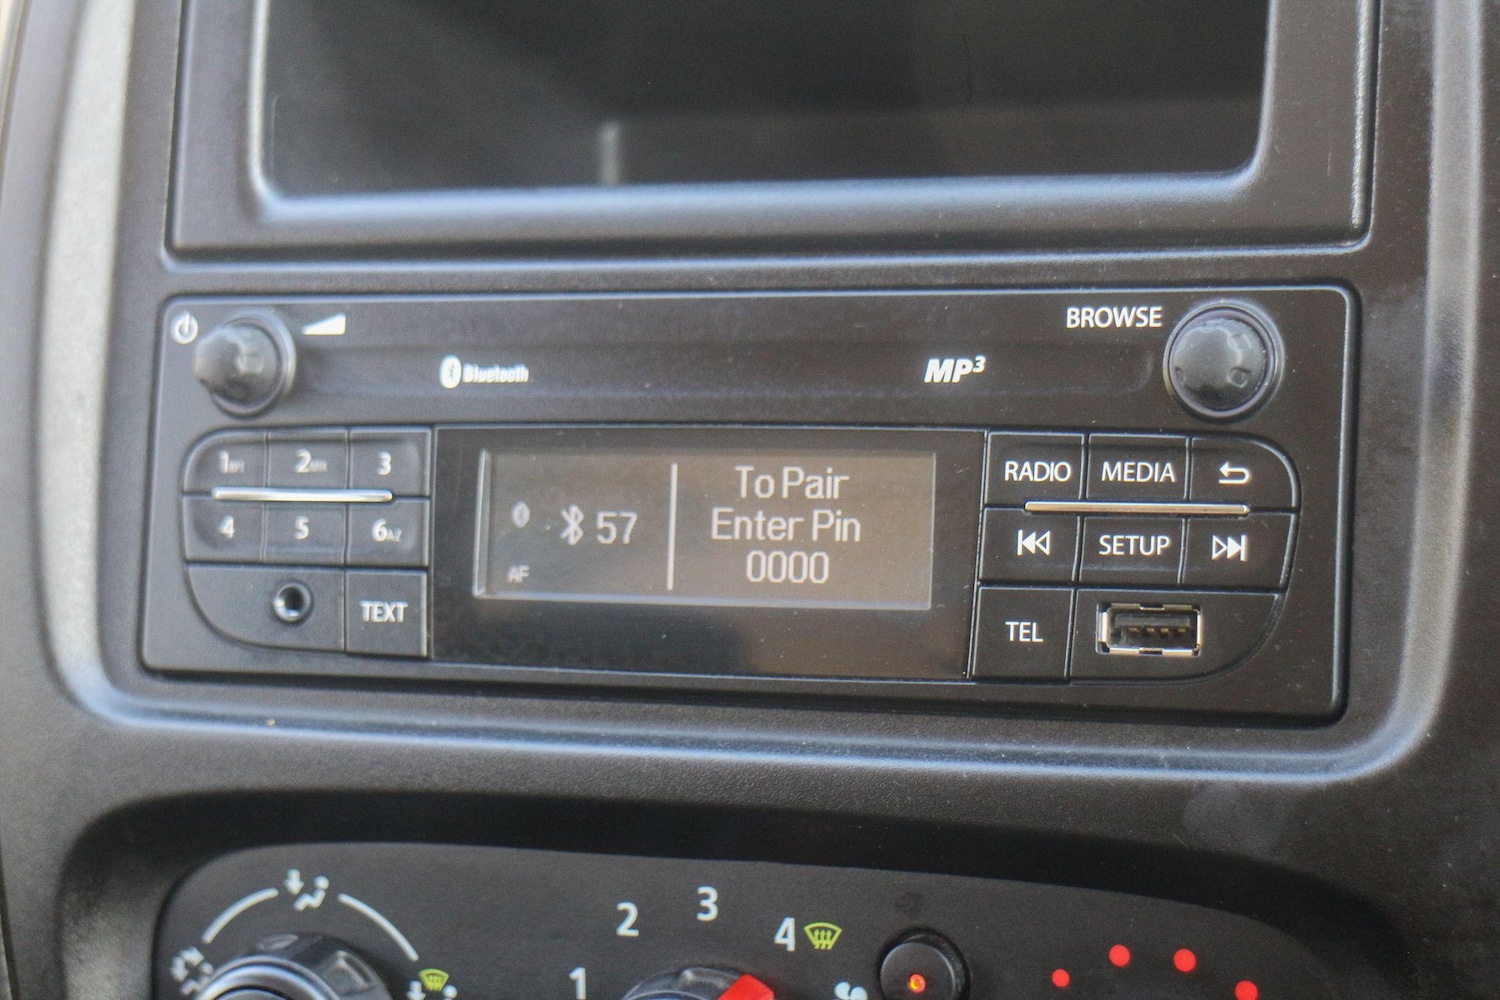 BROWSE
Bluetooth
MP3
1
2
3
RADIO
MEDIA
To Pair
57
Enter Pin
0000
4
5
6
SETUP
AF
TEXT
TEL
1
2
3
4